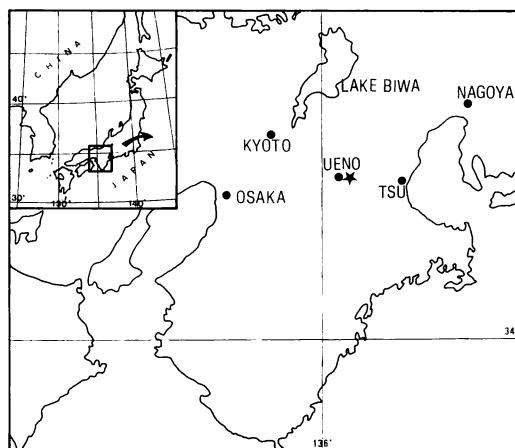 CHINA
JAPAN
40°
30°
130°
140°
LAKE BIWA
NAGOYA
KYOTO
UENO
TSU
OSAKA
34
136